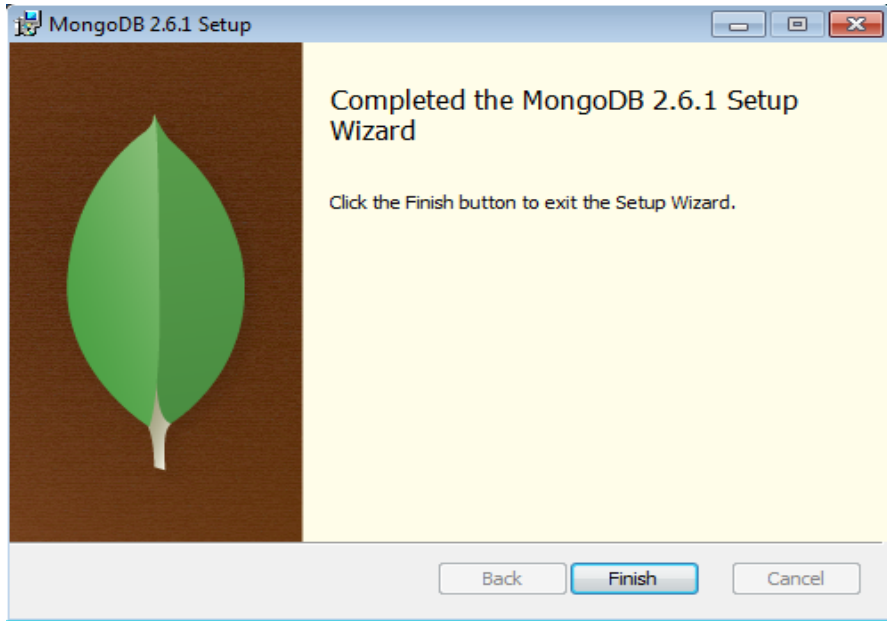 MongoDB 2.6.1 Setup
Completed the MongoDB 2.6.1 Setup
Wizard
Click the Finish button to exit the Setup Wizard.
Back
Finish
Cancel